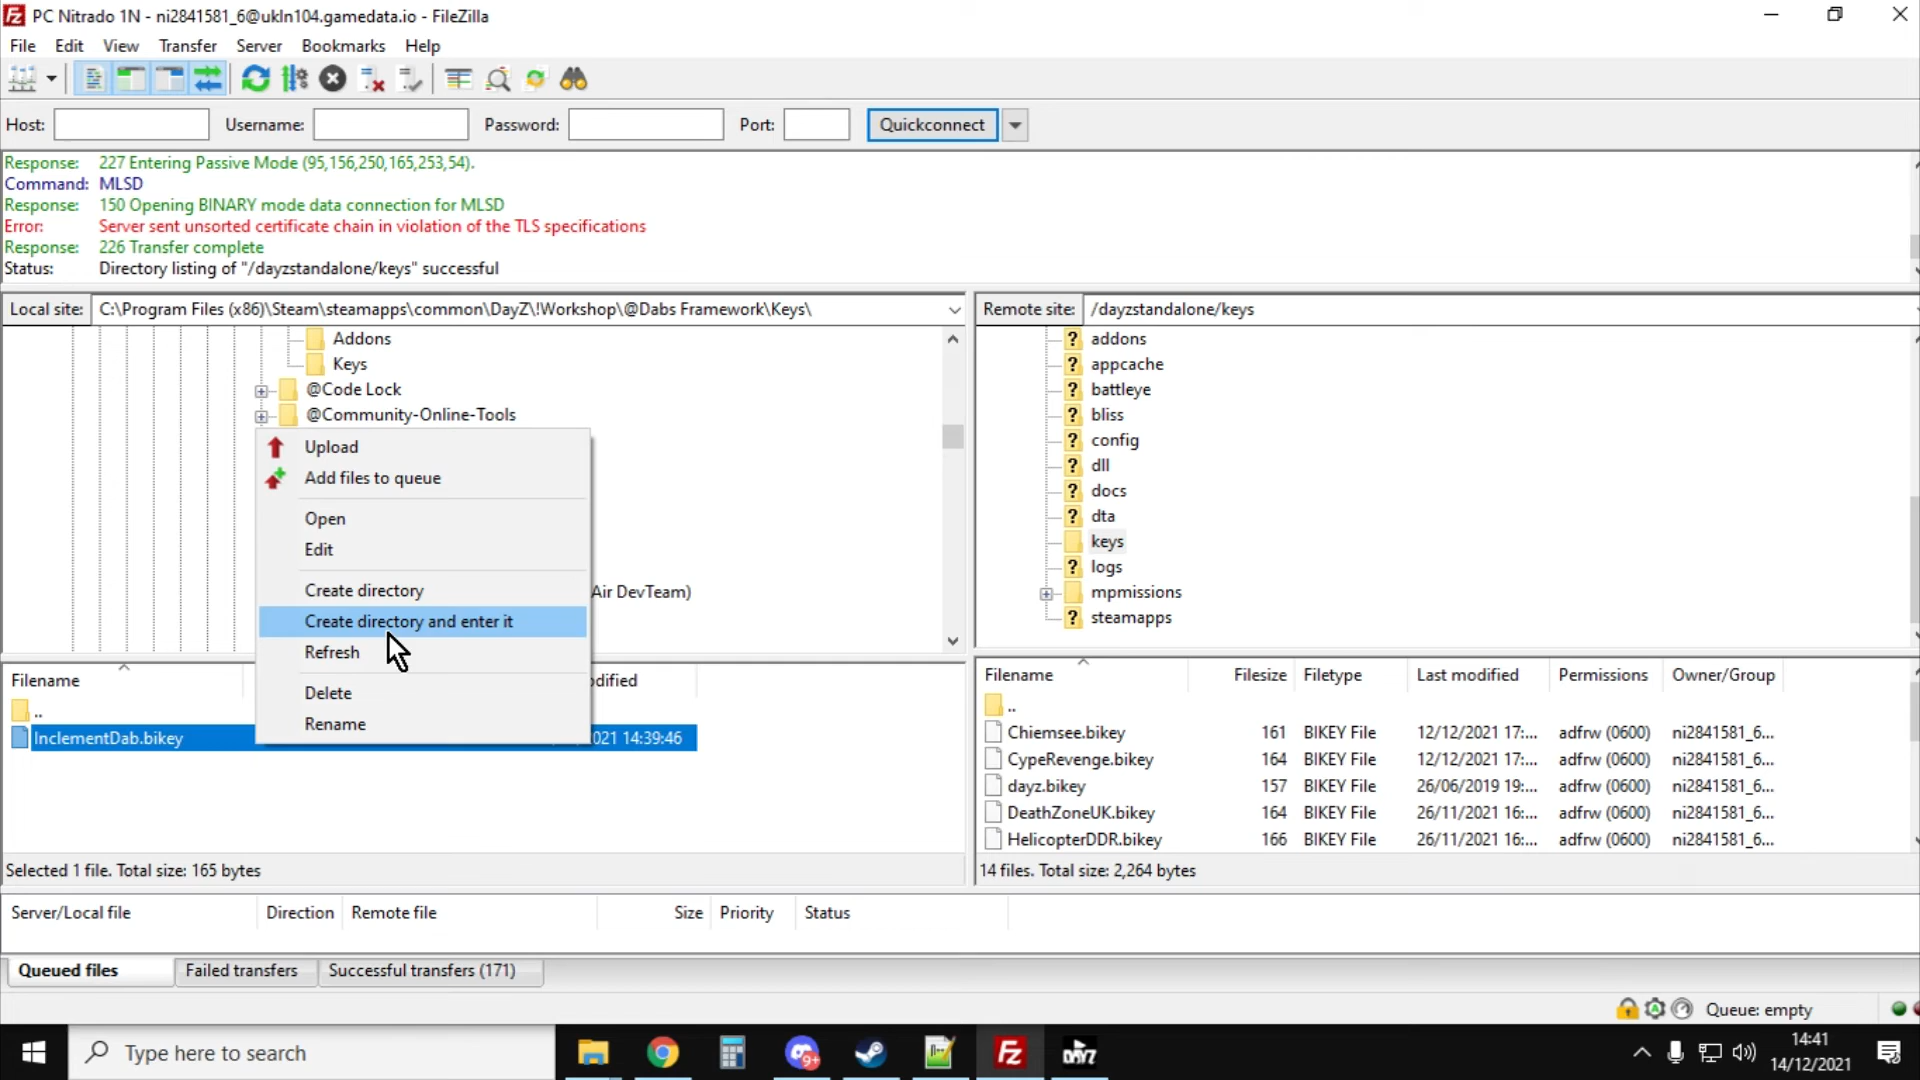 PC Nitrado 1N - ni2841581_6@ukln104.gamedata.io - FileZilla
File Edit View Transfer Server Bookmarks Help
Host: Username: Password: Port: Quickconnect
Response: 227 Entering Passive Mode (95,156,250,165,253,54).
Command: MLSD
Response: 150 Opening BINARY mode data connection for MLSD
Error: Server sent unsorted certificate chain in violation of the TLS specifications
Response: 226 Transfer complete
Status: Directory listing of "/dayzstandalone/keys" successful
Local site: C:\Program Files (x86)\Steam\steamapps\common\DayZ\!Workshop\@Dabs Framework\Keys\
Addons
Keys
@Code Lock
@Community-Online-Tools
Air DevTeam)
Upload
Add files to queue
Open
Edit
Create directory
Create directory and enter it
Refresh
Delete
Rename
Filename odified
..
InclementDab.bikey 021 14:39:46
Selected 1 file. Total size: 165 bytes
Remote site: /dayzstandalone/keys
? addons
? appcache
? battleye
? bliss
? config
? dll
? docs
? dta
keys
? logs
mpmissions
? steamapps
Filename Filesize Filetype Last modified Permissions Owner/Group
..
Chiemsee.bikey 161 BIKEY File 12/12/2021 17:... adfrw (0600) ni2841581_6...
CypeRevenge.bikey 164 BIKEY File 12/12/2021 17:... adfrw (0600) ni2841581_6...
dayz.bikey 157 BIKEY File 26/06/2019 19:... adfrw (0600) ni2841581_6...
DeathZoneUK.bikey 164 BIKEY File 26/11/2021 16:... adfrw (0600) ni2841581_6...
HelicopterDDR.bikey 166 BIKEY File 26/11/2021 16:... adfrw (0600) ni2841581_6...
14 files. Total size: 2,264 bytes
Server/Local file Direction Remote file Size Priority Status
Queued files Failed transfers Successful transfers (171)
Queue: empty
Type here to search
9+
Fz
DAYZ
14:41
14/12/2021